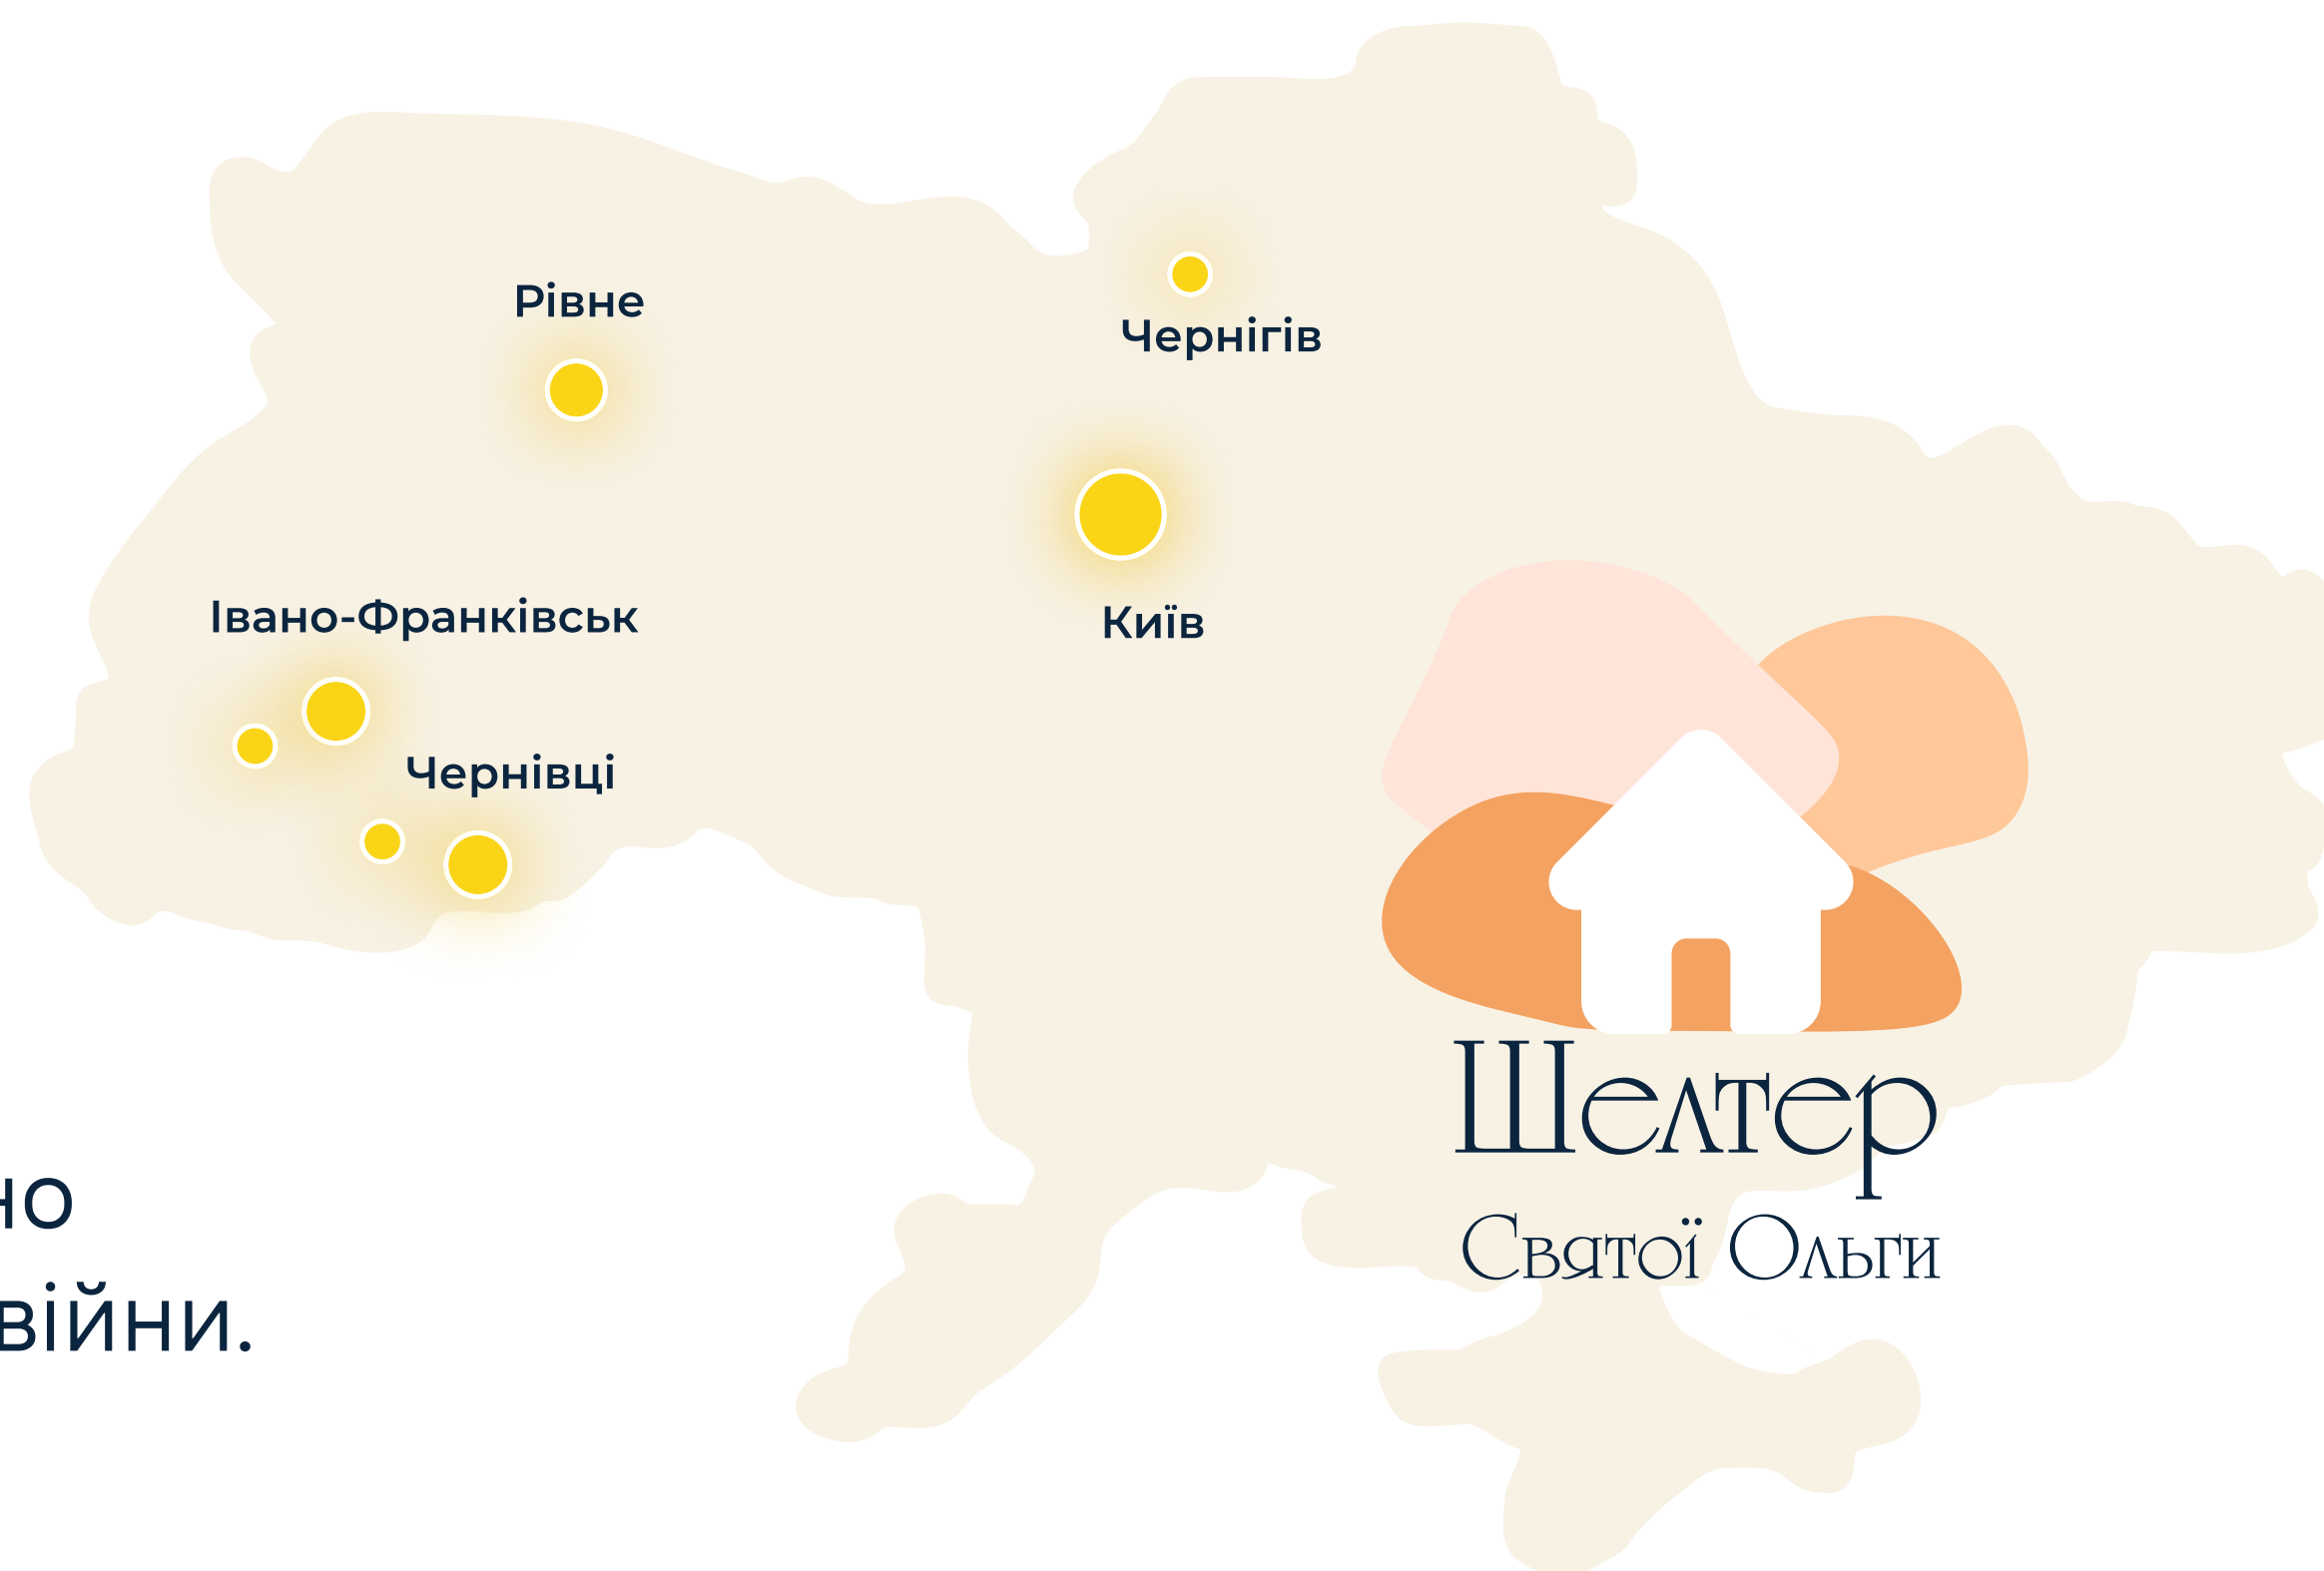 Рівне
Чернігів
Івано-Франківськ
Київ
Чернівці
Шелтер
Святої Ольги
но
війни.